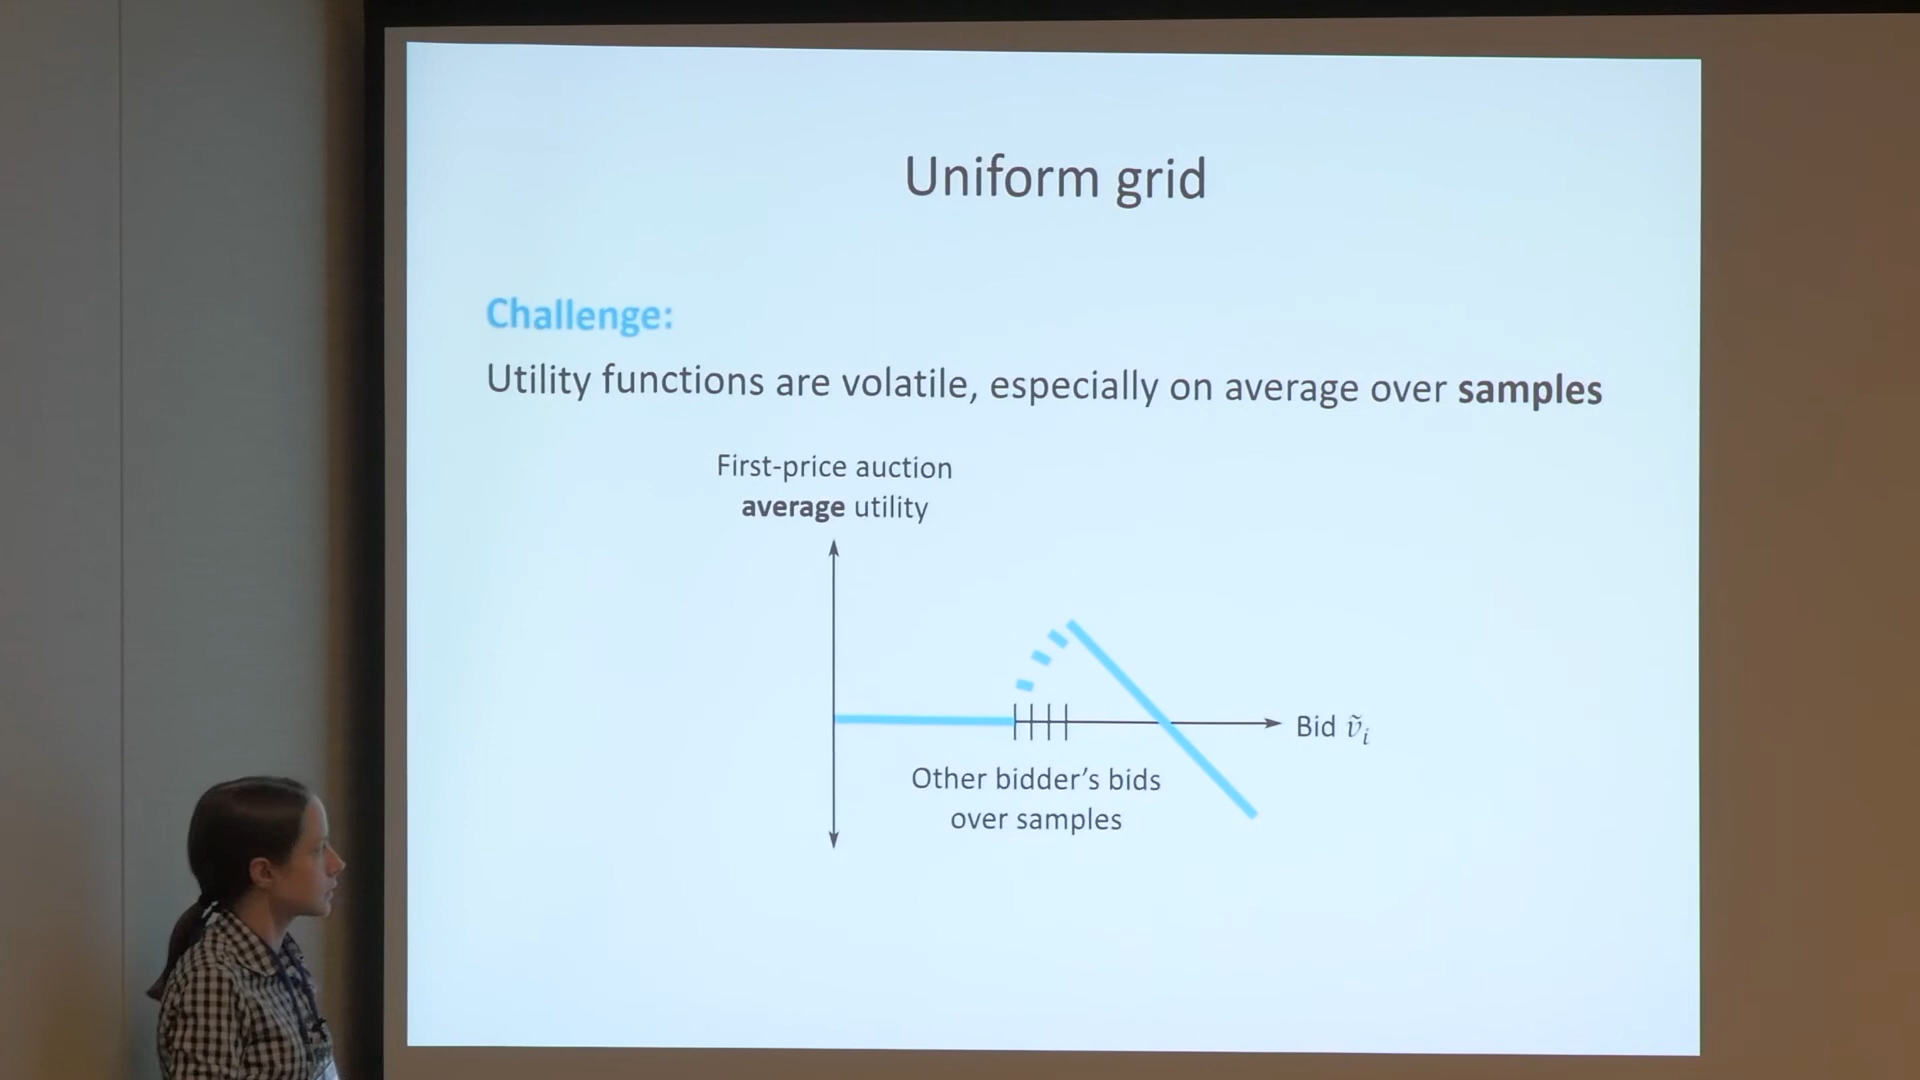 Uniform grid
Challenge:
Utility functions are volatile, especially on average over samples
First-price auction
average utility
Bid ṽᵢ
Other bidder's bids
over samples